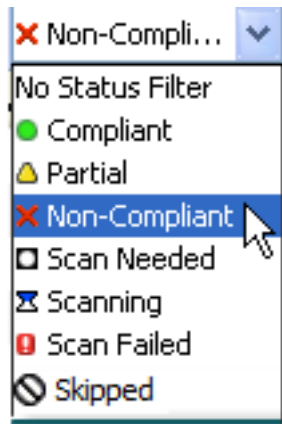 Non-Compli...
No Status Filter
Compliant
Partial
Non-Compliant
Scan Needed
Scanning
Scan Failed
Skipped